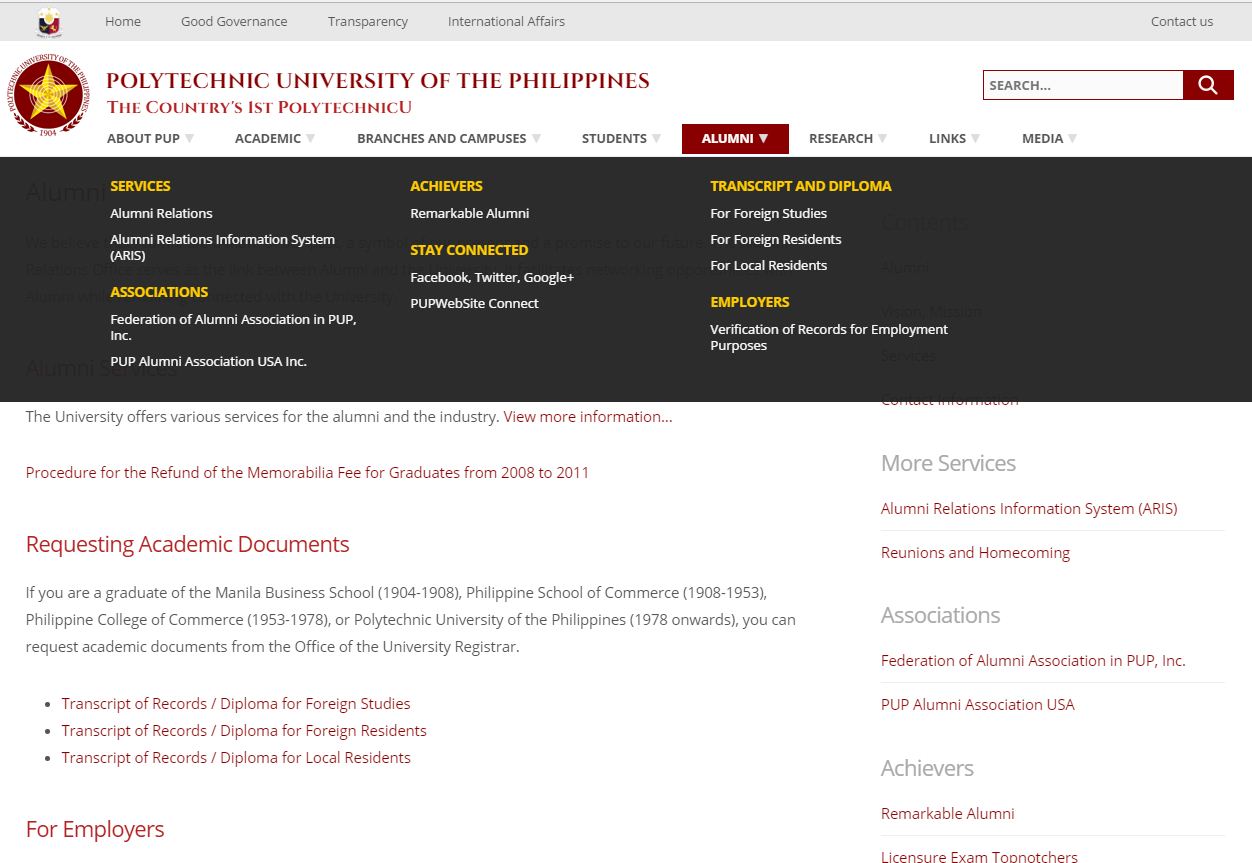 Home Good Governance Transparency International Affairs Contact us
POLYTECHNIC UNIVERSITY OF THE PHILIPPINES
POLYTECHNIC UNIVERSITY OF THE PHILIPPINES
1904
THE COUNTRY'S 1ST POLYTECHNICU
SEARCH...
ABOUT PUP ACADEMIC BRANCHES AND CAMPUSES STUDENTS ALUMNI RESEARCH LINKS MEDIA
SERVICES
Alumni Relations
Alumni Relations Information System
(ARIS)
ASSOCIATIONS
Federation of Alumni Association in PUP,
Inc.
PUP Alumni Association USA Inc.
ACHIEVERS
Remarkable Alumni
STAY CONNECTED
Facebook, Twitter, Google+
PUPWebSite Connect
TRANSCRIPT AND DIPLOMA
For Foreign Studies
For Foreign Residents
For Local Residents
EMPLOYERS
Verification of Records for Employment
Purposes
Alumni
We believe a symbol a promise to our future
Relations Office serves as the link between Alumni and networking
Alumni connected with the University
Alumni Services
The University offers various services for the alumni and the industry. View more information...
Procedure for the Refund of the Memorabilia Fee for Graduates from 2008 to 2011
Requesting Academic Documents
If you are a graduate of the Manila Business School (1904-1908), Philippine School of Commerce (1908-1953),
Philippine College of Commerce (1953-1978), or Polytechnic University of the Philippines (1978 onwards), you can
request academic documents from the Office of the University Registrar.
Transcript of Records / Diploma for Foreign Studies
Transcript of Records / Diploma for Foreign Residents
Transcript of Records / Diploma for Local Residents
For Employers
Contents
Alumni
Vision, Mission
Services
Contact Information
More Services
Alumni Relations Information System (ARIS)
Reunions and Homecoming
Associations
Federation of Alumni Association in PUP, Inc.
PUP Alumni Association USA
Achievers
Remarkable Alumni
Licensure Exam Topnotchers